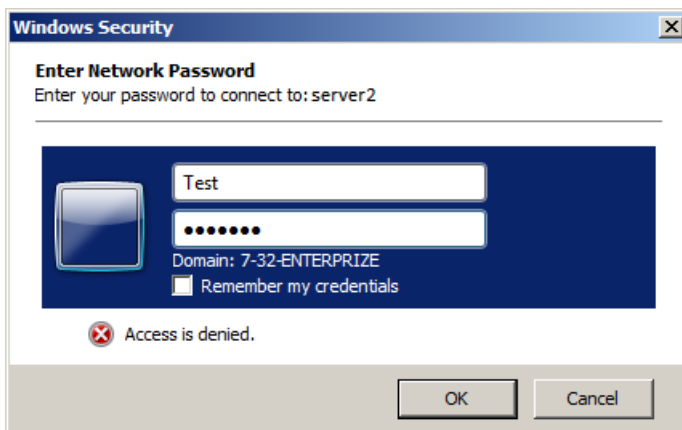 Windows Security
Enter Network Password
Enter your password to connect to: server2
Test
•••••••
Domain: 7-32-ENTERPRIZE
Remember my credentials
Access is denied.
OK
Cancel